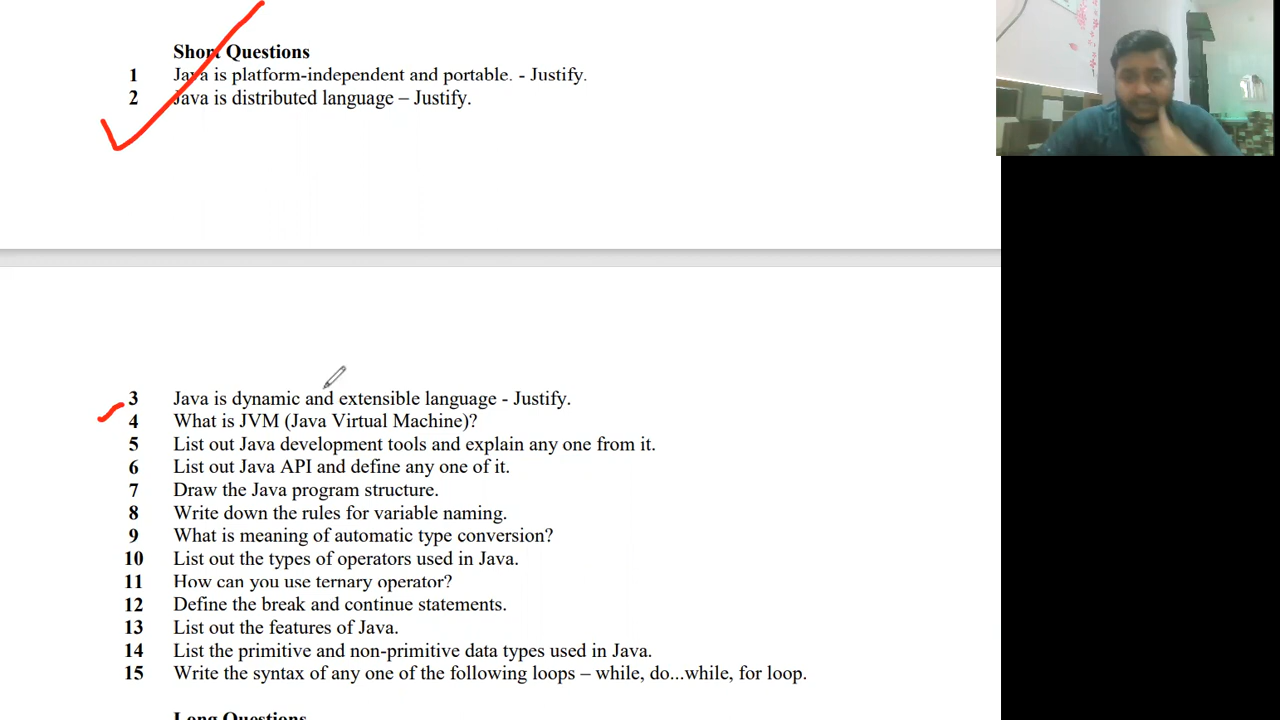 Short Questions
1 Java is platform-independent and portable. - Justify.
2 Java is distributed language – Justify.
3 Java is dynamic and extensible language - Justify.
4 What is JVM (Java Virtual Machine)?
5 List out Java development tools and explain any one from it.
6 List out Java API and define any one of it.
7 Draw the Java program structure.
8 Write down the rules for variable naming.
9 What is meaning of automatic type conversion?
10 List out the types of operators used in Java.
11 How can you use ternary operator?
12 Define the break and continue statements.
13 List out the features of Java.
14 List the primitive and non-primitive data types used in Java.
15 Write the syntax of any one of the following loops – while, do...while, for loop.
Long Questions